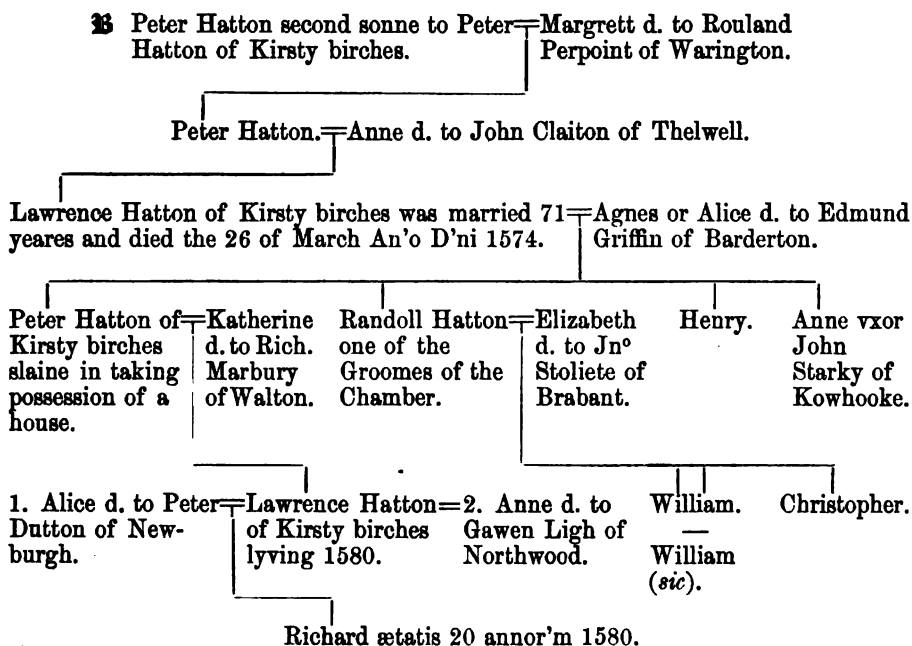 Peter Hatton second sonne to Peter=Margrett d. to Rouland
Hatton of Kirsty birches. Perpoint of Warington.
Peter Hatton.=Anne d. to John Claiton of Thelwell.
Lawrence Hatton of Kirsty birches was married 71=Agnes or Alice d. to Edmund
yeares and died the 26 of March An'o D'ni 1574. Griffin of Barderton.
Peter Hatton of=Katherine Randoll Hatton=Elizabeth Henry. Anne vxor
Kirsty birches d. to Rich. one of the d. to Jnº John
slaine in taking Marbury Groomes of the Stoliete of Starky of
possession of a of Walton. Chamber. Brabant. Kowhooke.
house.
1. Alice d. to Peter=Lawrence Hatton=2. Anne d. to William. Christopher.
Dutton of New- of Kirsty birches Gawen Ligh of —
burgh. lyving 1580. Northwood. William
(sic).
Richard ætatis 20 annor'm 1580.